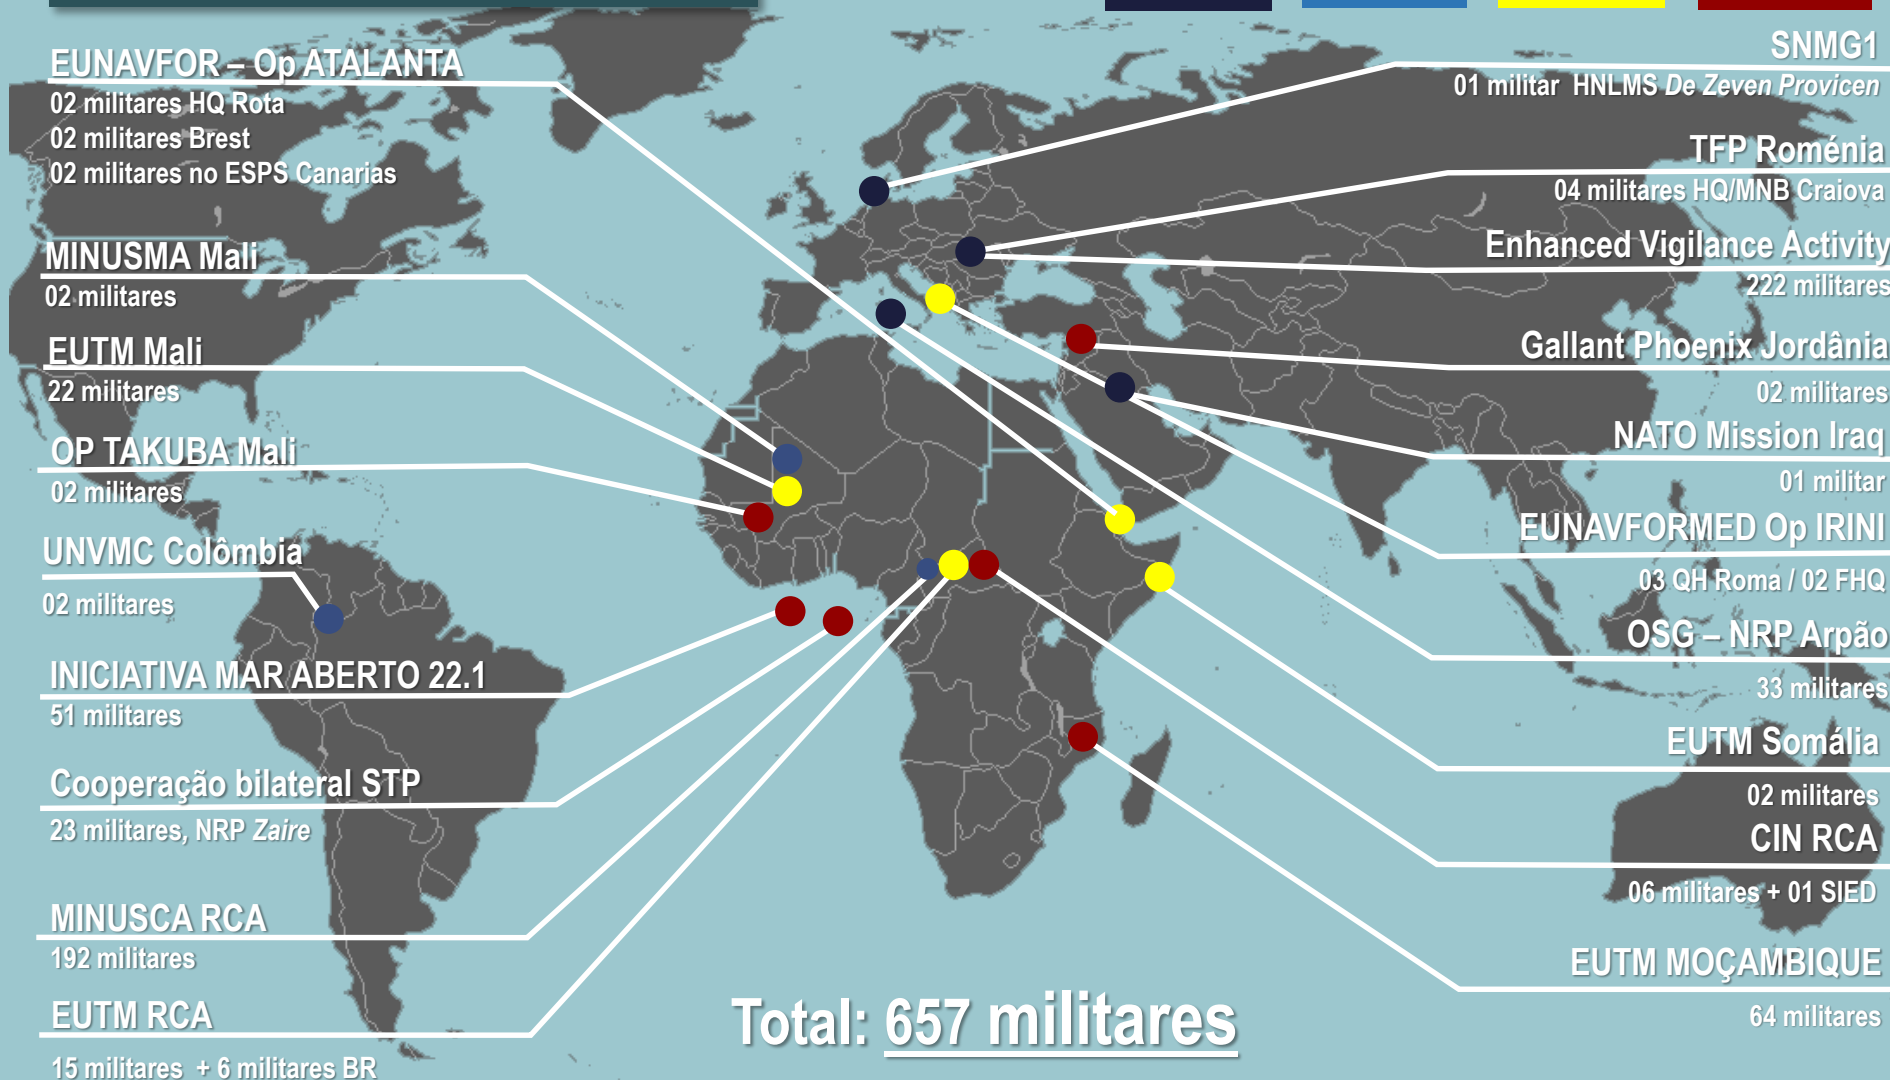 EUNAVFOR – Op ATALANTA
02 militares HQ Rota
02 militares Brest
02 militares no ESPS Canarias
MINUSMA Mali
02 militares
EUTM Mali
22 militares
OP TAKUBA Mali
02 militares
UNVMC Colômbia
02 militares
INICIATIVA MAR ABERTO 22.1
51 militares
Cooperação bilateral STP
23 militares, NRP Zaire
MINUSCA RCA
192 militares
EUTM RCA
15 militares + 6 militares BR
SNMG1
01 militar HNLMS De Zeven Provicen
TFP Roménia
04 militares HQ/MNB Craiova
Enhanced Vigilance Activity
222 militares
Gallant Phoenix Jordânia
02 militares
NATO Mission Iraq
01 militar
EUNAVFORMED Op IRINI
03 QH Roma / 02 FHQ
OSG – NRP Arpão
33 militares
EUTM Somália
02 militares
CIN RCA
06 militares + 01 SIED
EUTM MOÇAMBIQUE
64 militares
Total: 657 militares